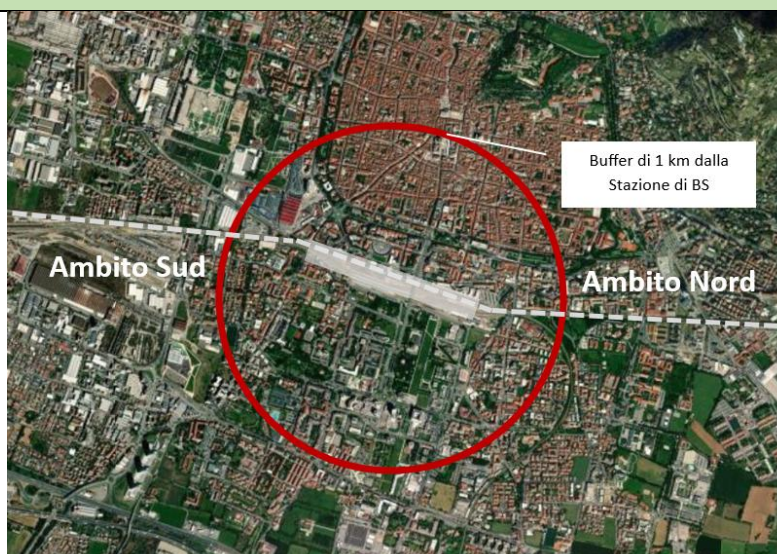 Buffer di 1 km dalla
Stazione di BS
Ambito Sud
Ambito Nord